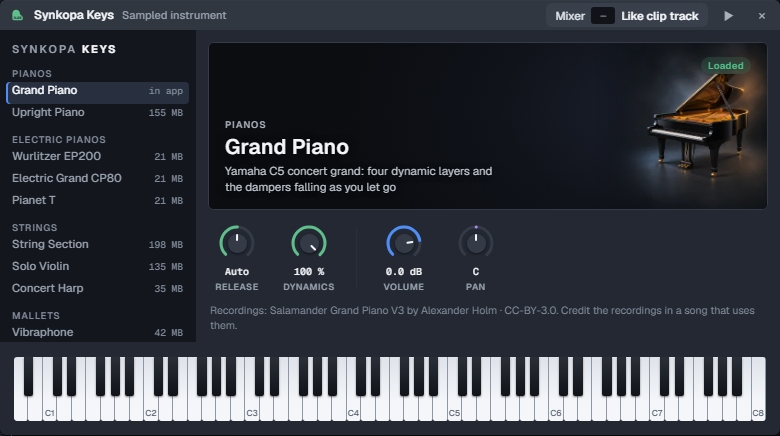 Synkopa Keys Sampled instrument Mixer – Like clip track ×
SYNKOPA KEYS
PIANOS
Grand Piano in app
Upright Piano 155 MB
ELECTRIC PIANOS
Wurlitzer EP200 21 MB
Electric Grand CP80 21 MB
Pianet T 21 MB
STRINGS
String Section 198 MB
Solo Violin 135 MB
Concert Harp 35 MB
MALLETS
Vibraphone 42 MB
Loaded
PIANOS
Grand Piano
Yamaha C5 concert grand: four dynamic layers and
the dampers falling as you let go
Auto 100 % 0.0 dB C
RELEASE DYNAMICS VOLUME PAN
Recordings: Salamander Grand Piano V3 by Alexander Holm · CC-BY-3.0. Credit the recordings in a song that uses
them.
C1 C2 C3 C4 C5 C6 C7 C8